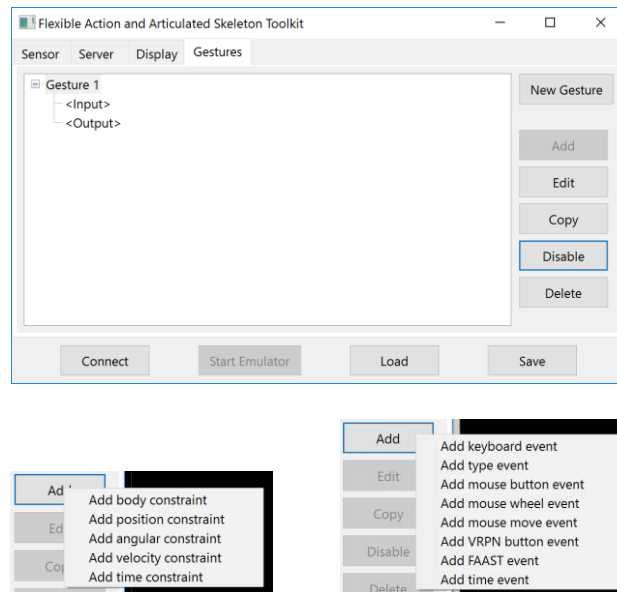 Flexible Action and Articulated Skeleton Toolkit
Sensor Server Display Gestures
Gesture 1
<Input>
<Output>
New Gesture
Add
Edit
Copy
Disable
Delete
Connect Start Emulator Load Save
Add body constraint
Add position constraint
Add angular constraint
Add velocity constraint
Add time constraint
Add
Edit
Copy
Disable
Delete
Add keyboard event
Add type event
Add mouse button event
Add mouse wheel event
Add mouse move event
Add VRPN button event
Add FAAST event
Add time event